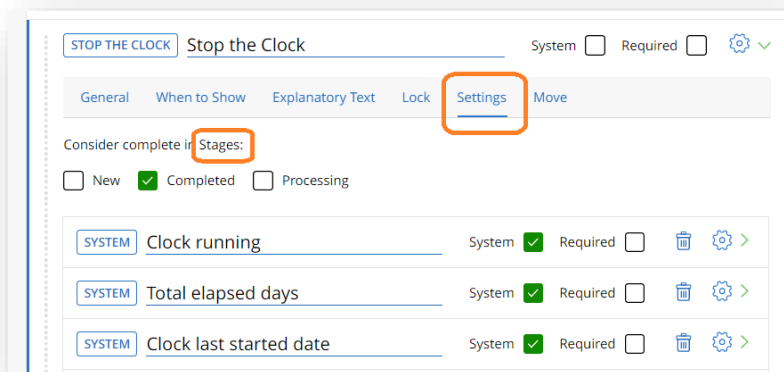 STOP THE CLOCK Stop the Clock System Required
General When to Show Explanatory Text Lock Settings Move
Consider complete in Stages:
New Completed Processing
SYSTEM Clock running System Required
SYSTEM Total elapsed days System Required
SYSTEM Clock last started date System Required